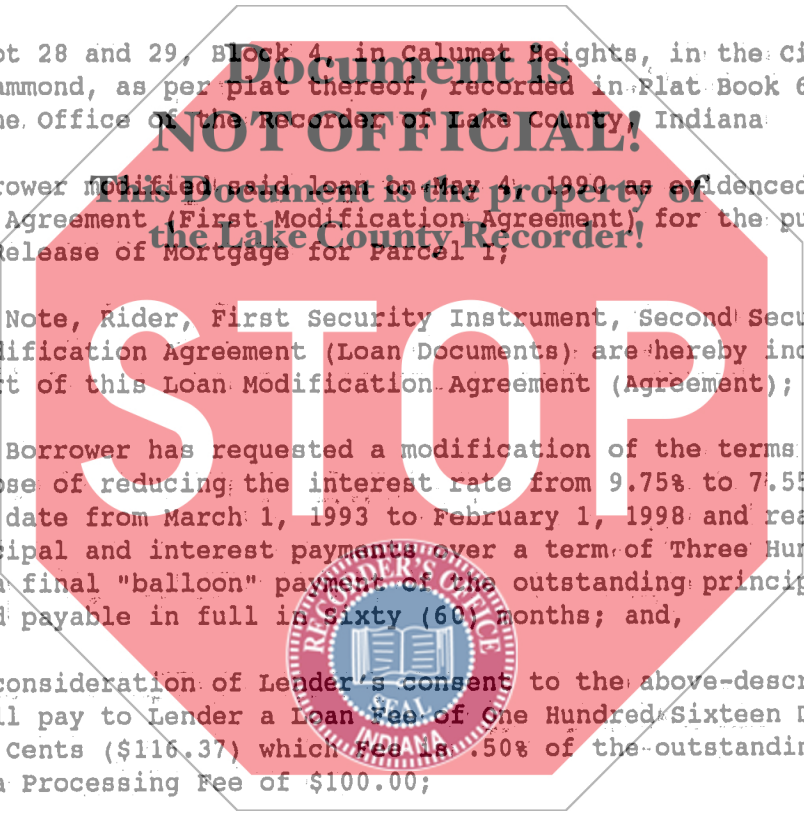 ot 28 and 29, Block 4, in Calumet Heights, in the Ci
ammond, as per plat thereof, recorded in Plat Book 6
he Office of the Recorder of Lake County, Indiana
Document is
NOT OFFICIAL!
This Document is the property of
the Lake County Recorder!
rower modified said loan on May 4, 1990 as evidenced
Agreement (First Modification Agreement) for the pu
elease of Mortgage for Parcel I;
STOP
Note, Rider, First Security Instrument, Second Secu
ification Agreement (Loan Documents) are hereby inc
rt of this Loan Modification Agreement (Agreement);
Borrower has requested a modification of the terms
ose of reducing the interest rate from 9.75% to 7.55
date from March 1, 1993 to February 1, 1998 and rea
cipal and interest payments over a term of Three Hun
a final "balloon" payment of the outstanding princip
d payable in full in Sixty (60) months; and,
RECORDER'S OFFICE
SEAL
INDIANA
consideration of Lender's consent to the above-descr
ll pay to Lender a Loan Fee of One Hundred Sixteen D
Cents ($116.37) which Fee is .50% of the outstandin
a Processing Fee of $100.00;